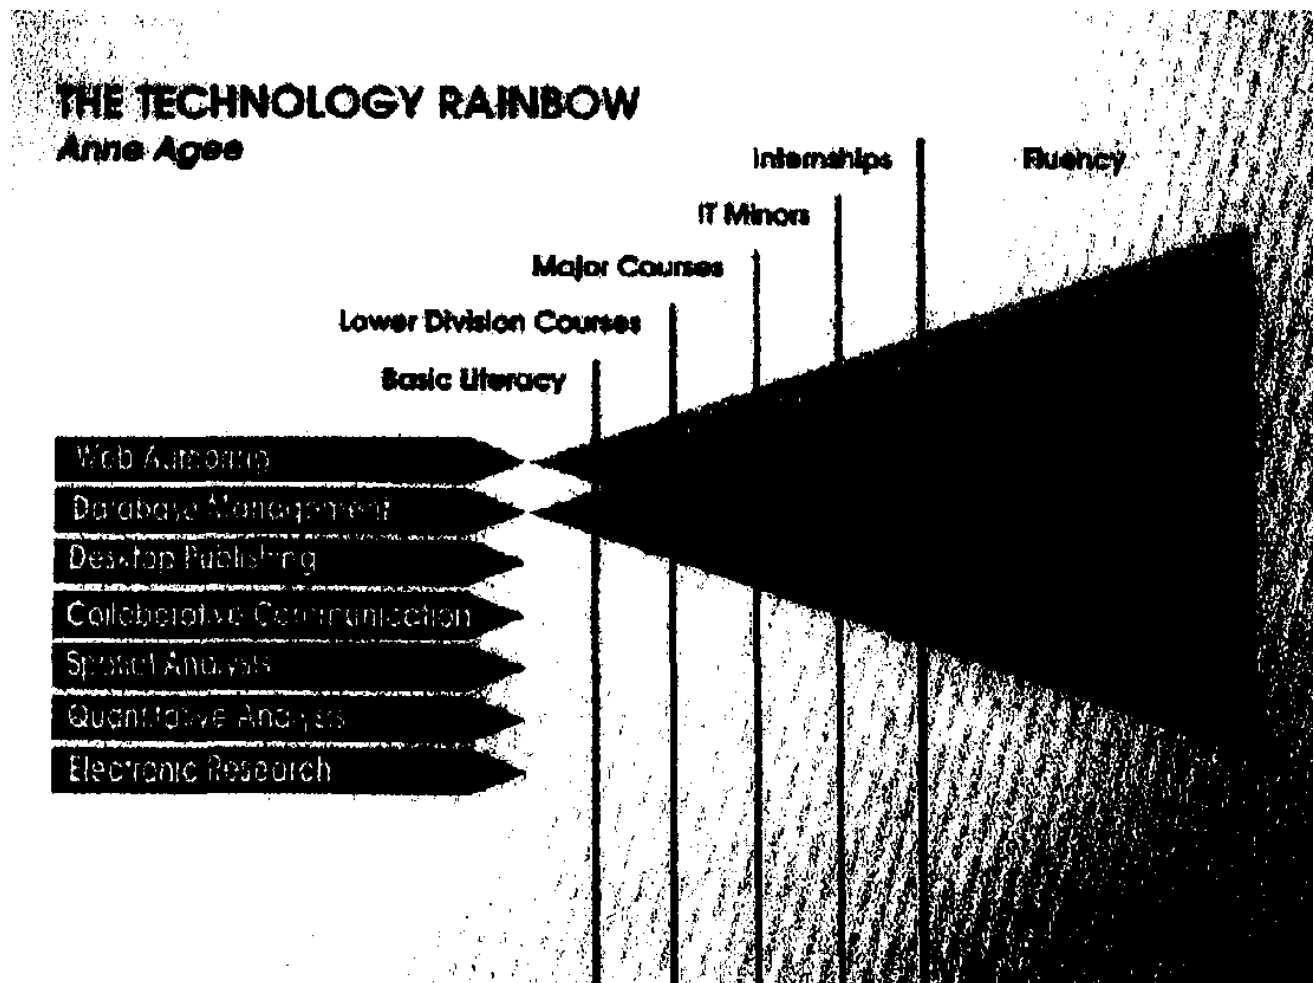 THE TECHNOLOGY RAINBOW
Anne Agee
Internships
Fluency
IT Minors
Major Courses
Lower Division Courses
Basic Literacy
Web Authoring
Database Management
Desktop Publishing
Collaborative Communication
Spatial Analysis
Quantitative Analysis
Electronic Research